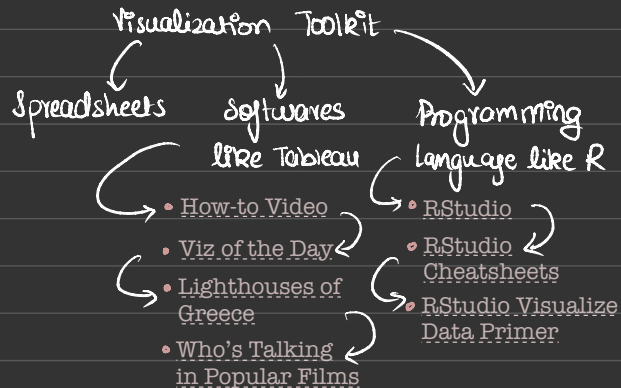 Visualization Toolkit
Spreadsheets
Softwares
like Tableau
• How-to Video
• Viz of the Day
• Lighthouses of
Greece
• Who's Talking
in Popular Films
Programming
language like R
• RStudio
• RStudio
Cheatsheets
• RStudio Visualize
Data Primer